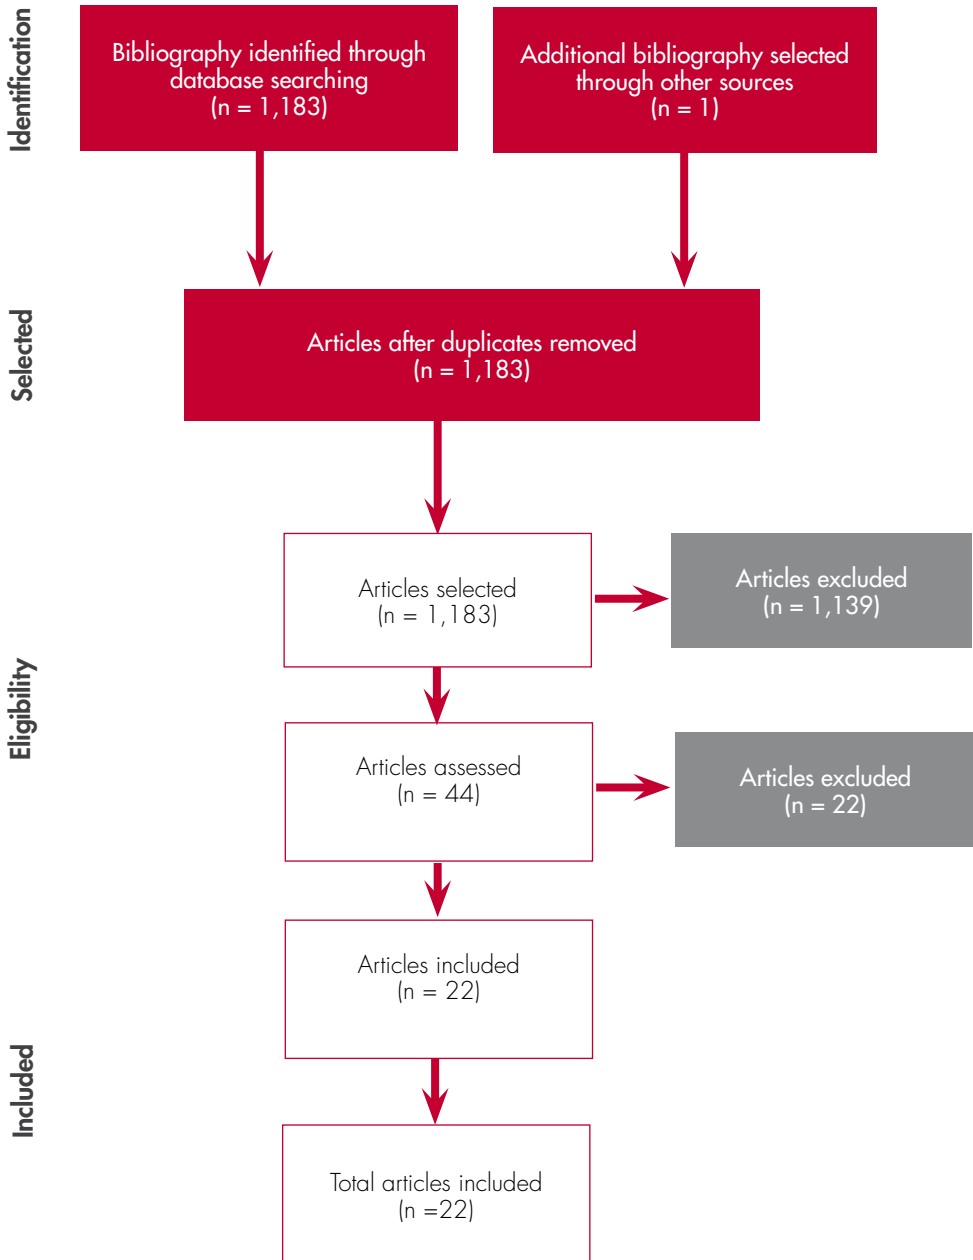 Identification
Bibliography identified through
database searching
(n = 1,183)
Additional bibliography selected
through other sources
(n = 1)
Selected
Articles after duplicates removed
(n = 1,183)
Eligibility
Articles selected
(n = 1,183)
Articles excluded
(n = 1,139)
Articles assessed
(n = 44)
Articles excluded
(n = 22)
Included
Articles included
(n = 22)
Total articles included
(n =22)